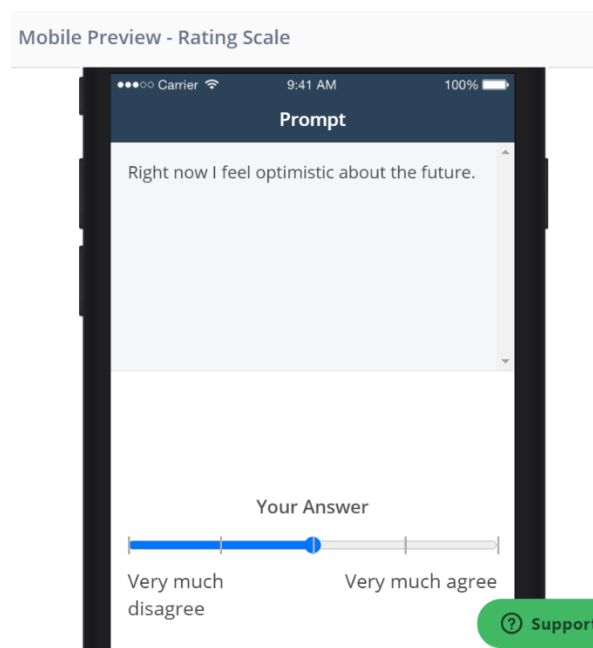 Mobile Preview - Rating Scale
Carrier 9:41 AM 100%
Prompt
Right now I feel optimistic about the future.
Your Answer
Very much disagree
Very much agree
Support